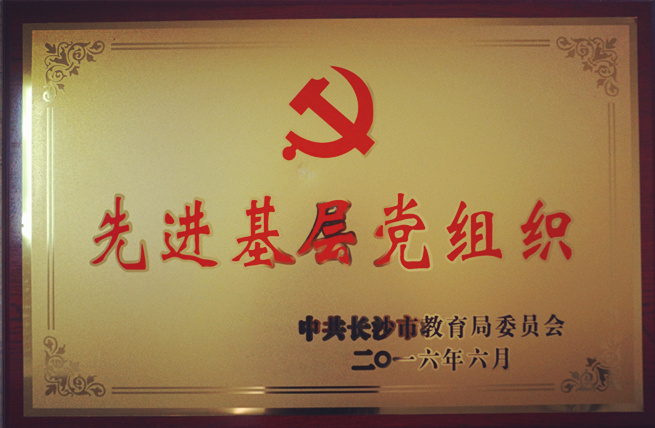 先进基层党组织
中共长沙市教育局委员会
二〇一六年六月